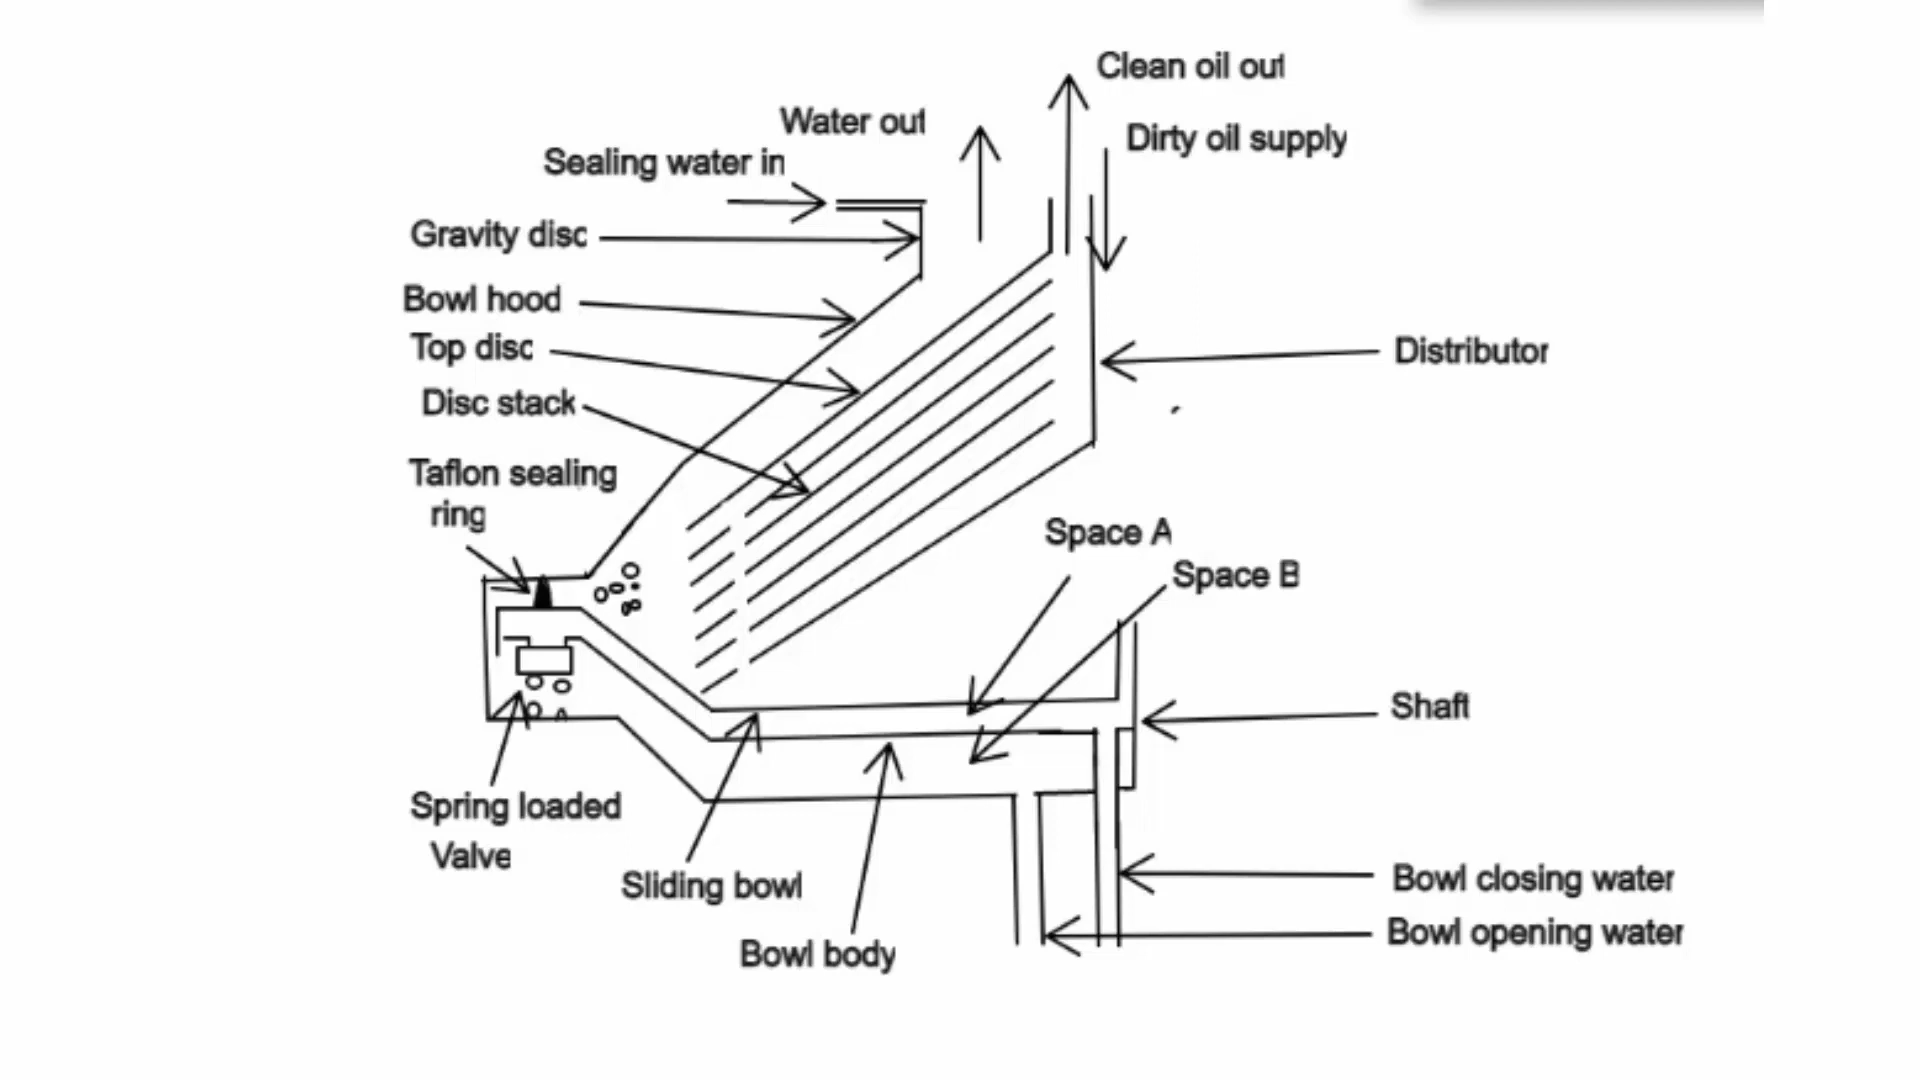 Clean oil out
Water out
Dirty oil supply
Sealing water in
Gravity disc
Bowl hood
Top disc
Distributor
Disc stack
Taflon sealing
ring
Space A
Space B
Shaft
Spring loaded
Valve
Sliding bowl
Bowl closing water
Bowl opening water
Bowl body